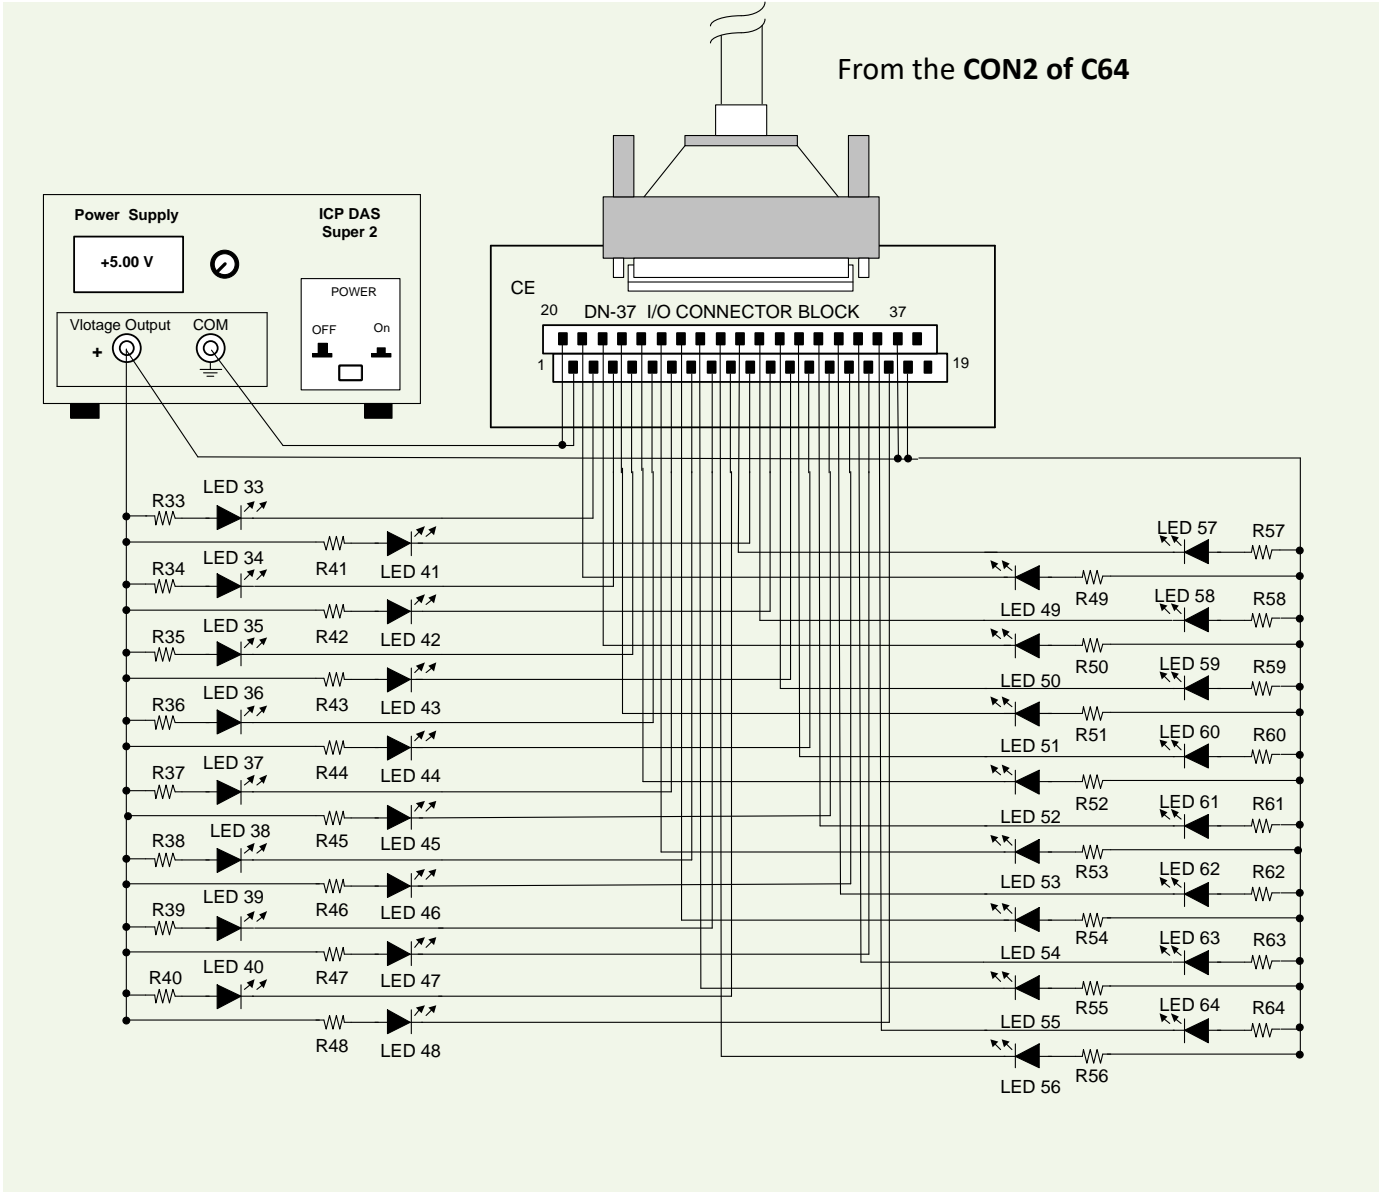 From the CON2 of C64
Power Supply
ICP DAS
Super 2
+5.00 V
POWER
OFF
On
Vlotage Output
COM
+
CE
20
DN-37 I/O CONNECTOR BLOCK
37
1
19
R33
LED 33
R41
LED 41
R34
LED 34
R42
LED 42
R35
LED 35
R43
LED 43
R36
LED 36
R44
LED 44
R37
LED 37
R45
LED 45
R38
LED 38
R46
LED 46
R39
LED 39
R47
LED 47
R40
LED 40
R48
LED 48
LED 57
R57
LED 49
R49
LED 58
R58
LED 50
R50
LED 59
R59
LED 51
R51
LED 60
R60
LED 52
R52
LED 61
R61
LED 53
R53
LED 62
R62
LED 54
R54
LED 63
R63
LED 55
R55
LED 64
R64
LED 56
R56